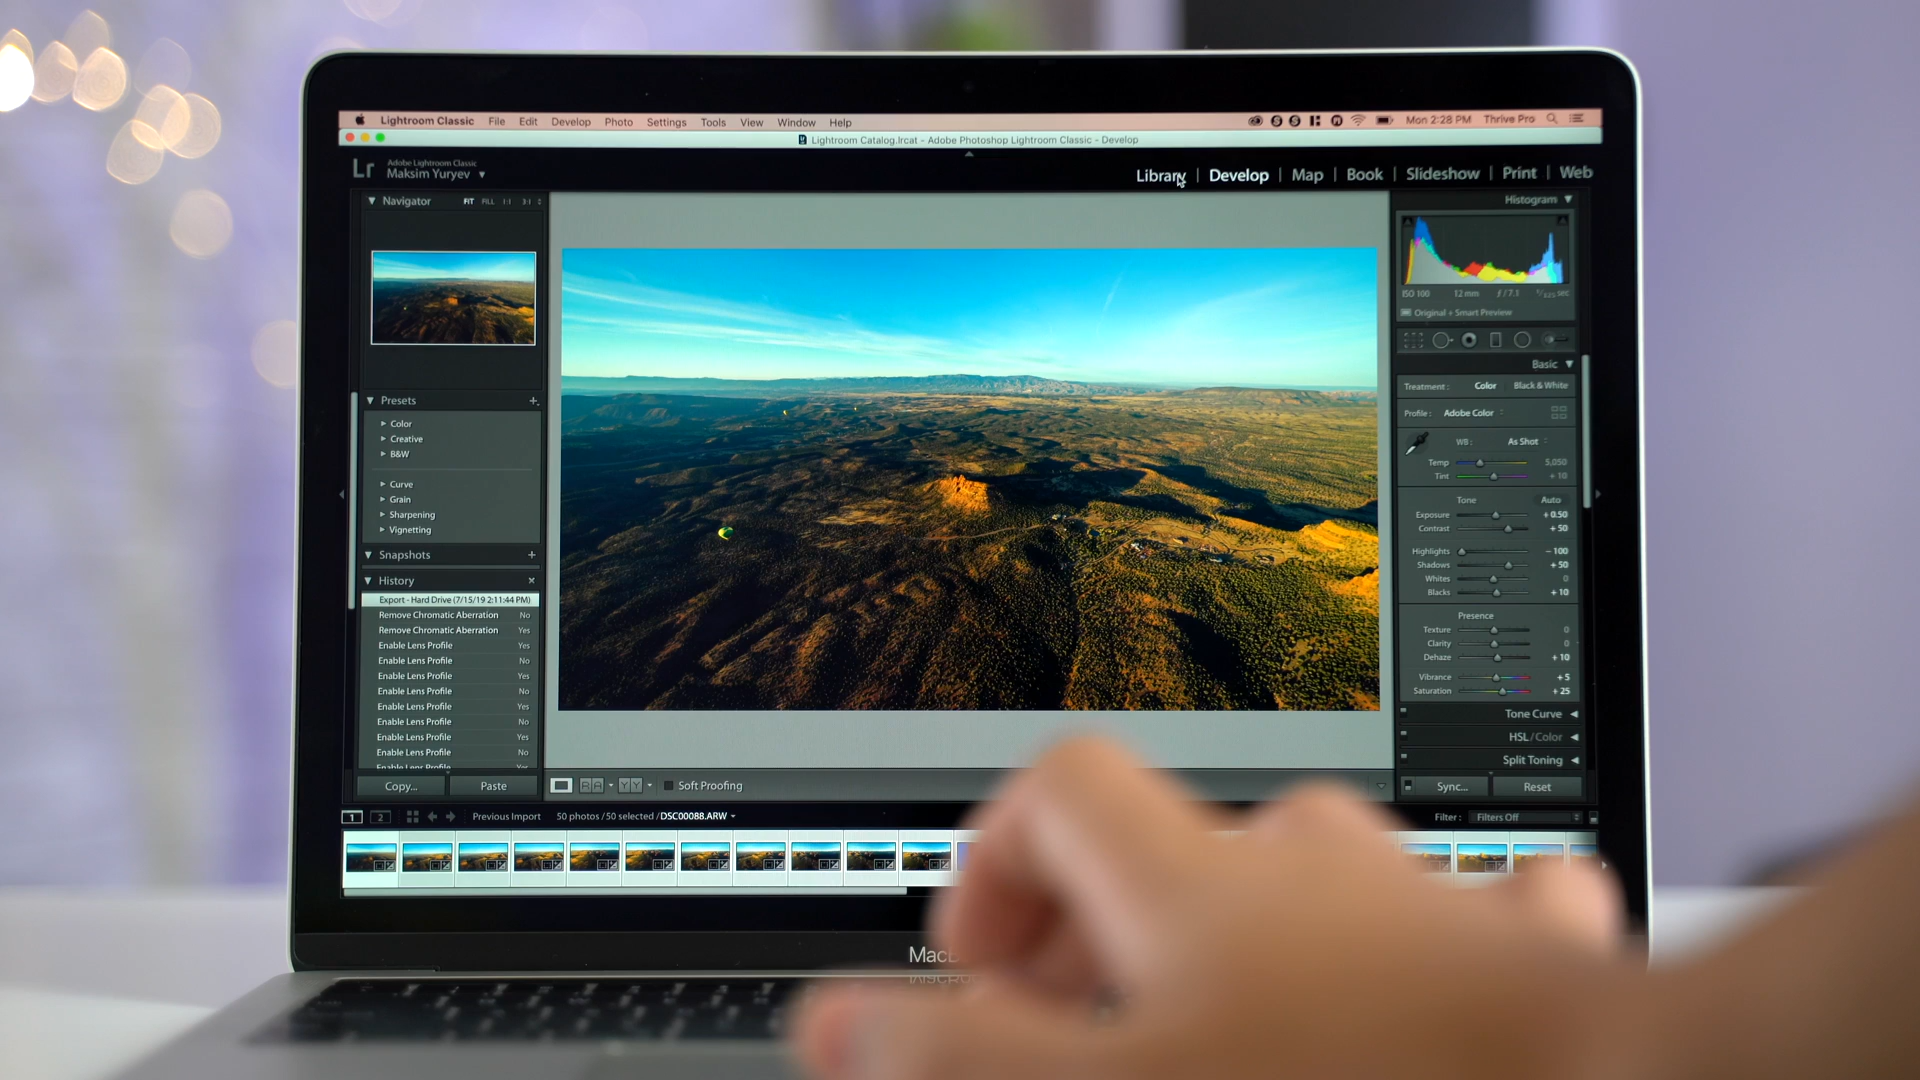 Lightroom Classic File Edit Develop Photo Settings Tools View Window Help Mon 2:28 PM Thrive Pro
Lightroom Catalog.lrcat - Adobe Photoshop Lightroom Classic - Develop
Lr
Adobe Lightroom Classic
Maksim Yuryev
Library | Develop | Map | Book | Slideshow | Print | Web
Navigator FIT FILL 1:1 3:1
Presets
Color
Creative
B&W
Curve
Grain
Sharpening
Vignetting
Snapshots
History
Export - Hard Drive (7/15/19 2:11:44 PM)
Remove Chromatic Aberration No
Remove Chromatic Aberration Yes
Enable Lens Profile Yes
Enable Lens Profile No
Enable Lens Profile Yes
Enable Lens Profile No
Enable Lens Profile Yes
Enable Lens Profile No
Enable Lens Profile Yes
Enable Lens Profile No
Enable Lens Profile Yes
Copy... Paste
Soft Proofing
Histogram
ISO 100 12 mm ƒ / 7.1
Original + Smart Preview
Basic
Treatment : Color Black & White
Profile : Adobe Color
WB : As Shot
Temp 5,050
Tint + 10
Tone Auto
Exposure + 0.50
Contrast + 50
Highlights − 100
Shadows + 50
Whites 0
Blacks + 10
Presence
Texture 0
Clarity 0
Dehaze + 10
Vibrance + 5
Saturation + 25
Tone Curve
HSL / Color
Split Toning
Sync... Reset
1 2 Previous Import 50 photos / 50 selected / DSC00088.ARW Filter : Filters Off
Mac